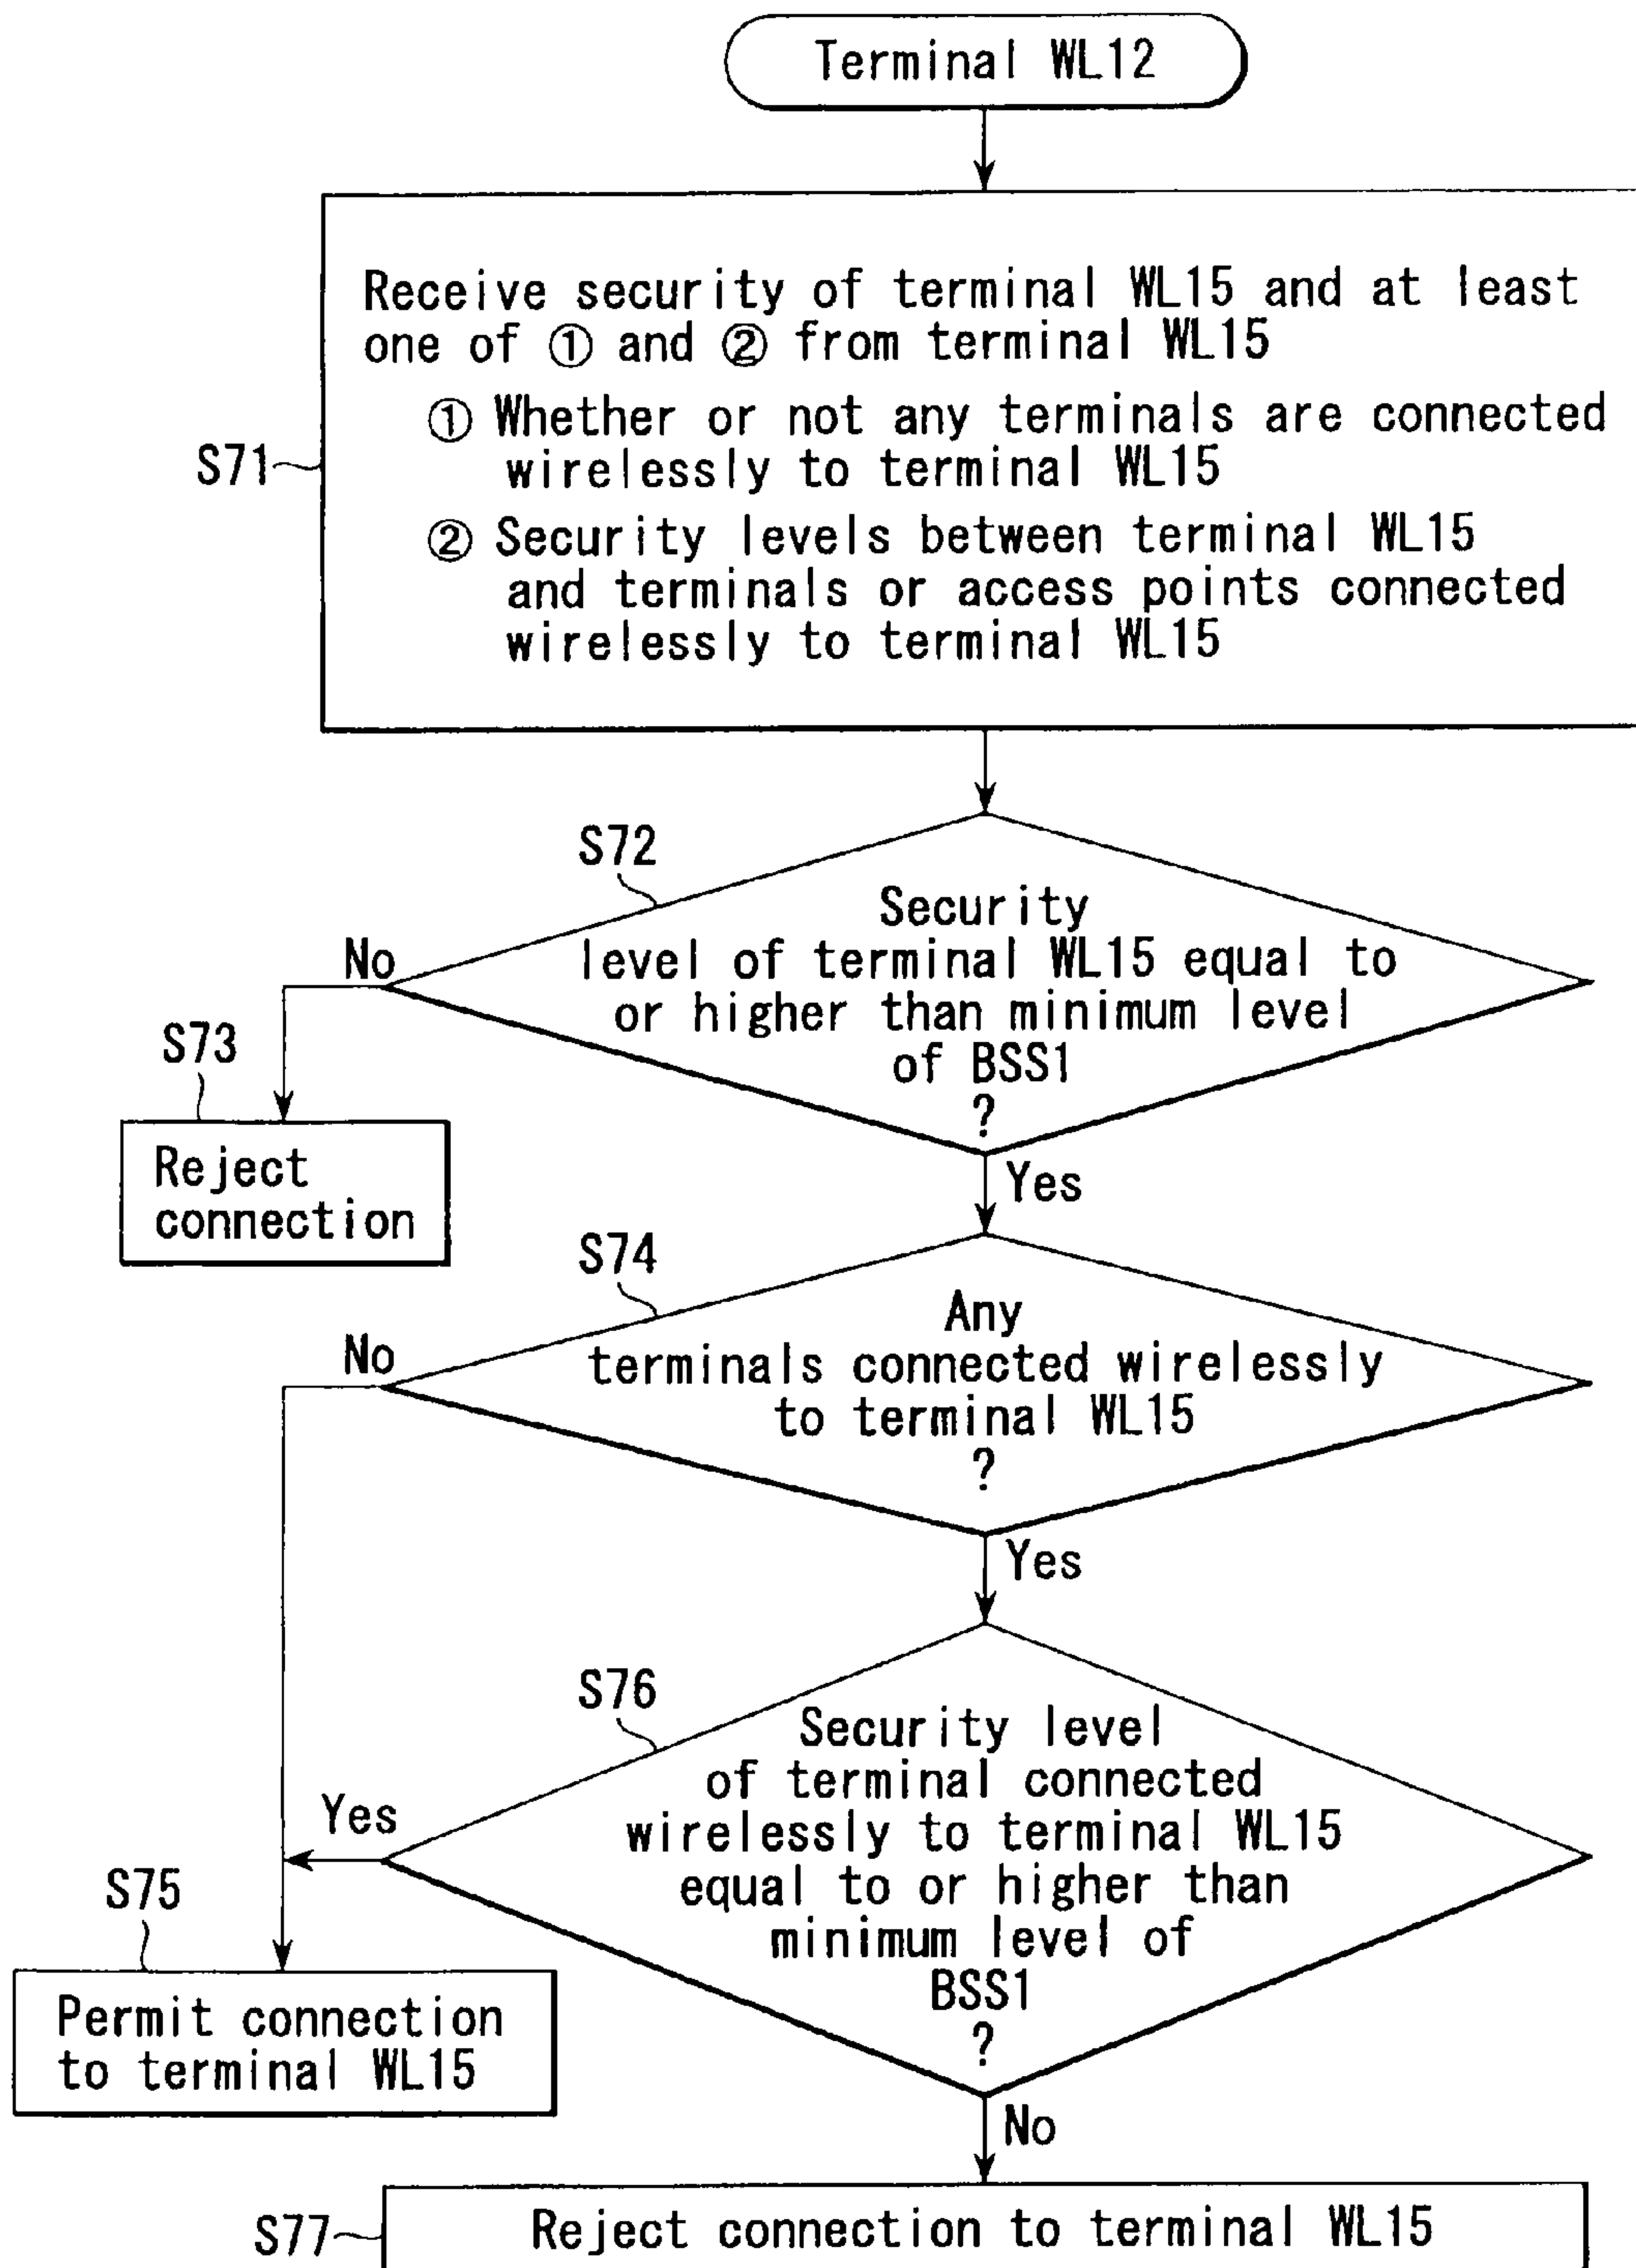 Terminal WL12
Receive security of terminal WL15 and at least
one of ① and ② from terminal WL15
① Whether or not any terminals are connected
wirelessly to terminal WL15
② Security levels between terminal WL15
and terminals or access points connected
wirelessly to terminal WL15
S71
S72
Security
level of terminal WL15 equal to
or higher than minimum level
of BSS1
?
No
S73
Reject
connection
Yes
S74
Any
terminals connected wirelessly
to terminal WL15
?
No
Yes
S76
Security level
of terminal connected
wirelessly to terminal WL15
equal to or higher than
minimum level of
BSS1
?
Yes
S75
Permit connection
to terminal WL15
No
S77
Reject connection to terminal WL15